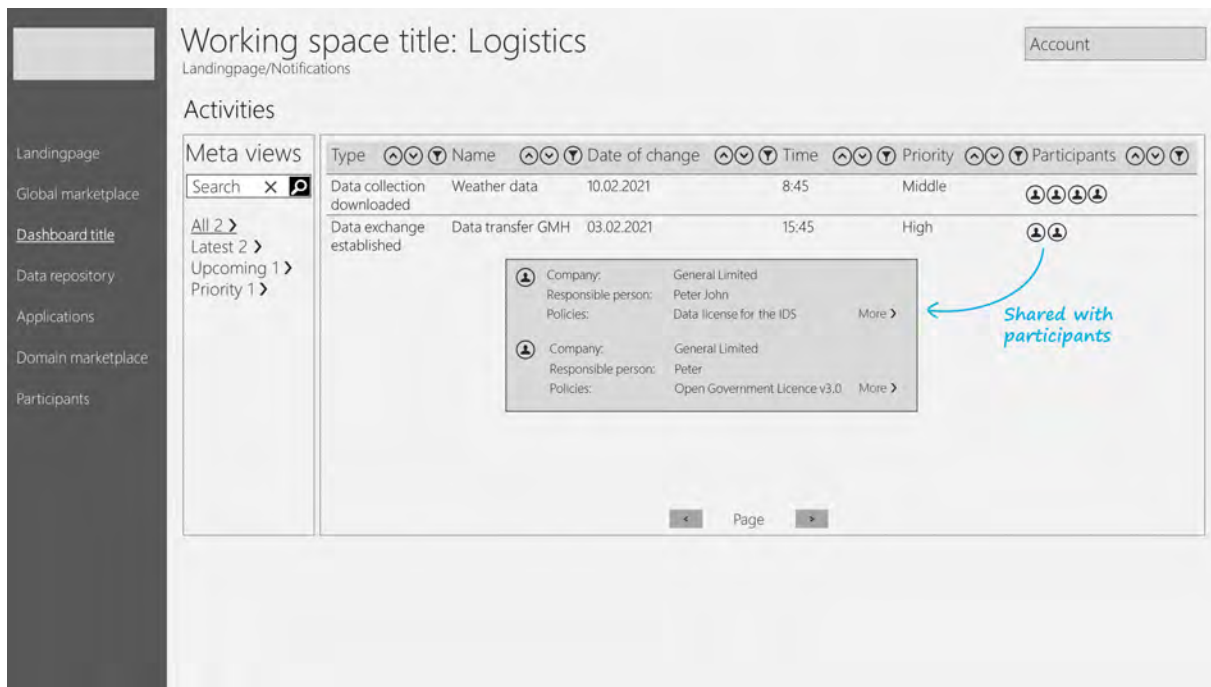 Working space title: Logistics
Landingpage/Notifications
Account
Activities
Landingpage
Global marketplace
Dashboard title
Data repository
Applications
Domain marketplace
Participants
Meta views
Search
All 2
Latest 2
Upcoming 1
Priority 1
Type Name Date of change Time Priority Participants
Data collection Weather data 10.02.2021 8:45 Middle
downloaded
Data exchange Data transfer GMH 03.02.2021 15:45 High
established
Company: General Limited
Responsible person: Peter John
Policies: Data license for the IDS More
Company: General Limited
Responsible person: Peter
Policies: Open Government Licence v3.0 More
Shared with
participants
< Page >